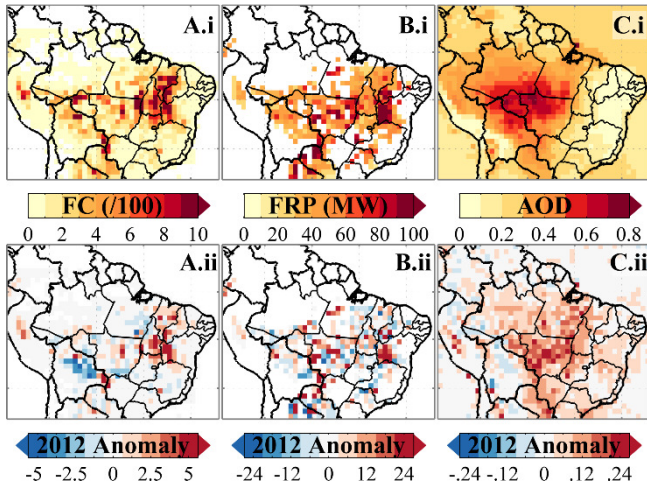 A.i B.i C.i
FC (/100) FRP (MW) AOD
0 2 4 6 8 10 0 20 40 60 80 100 0 0.2 0.4 0.6 0.8
A.ii B.ii C.ii
2012 Anomaly 2012 Anomaly 2012 Anomaly
-5 -2.5 0 2.5 5 -24 -12 0 12 24 -.24 -.12 0 .12 .24